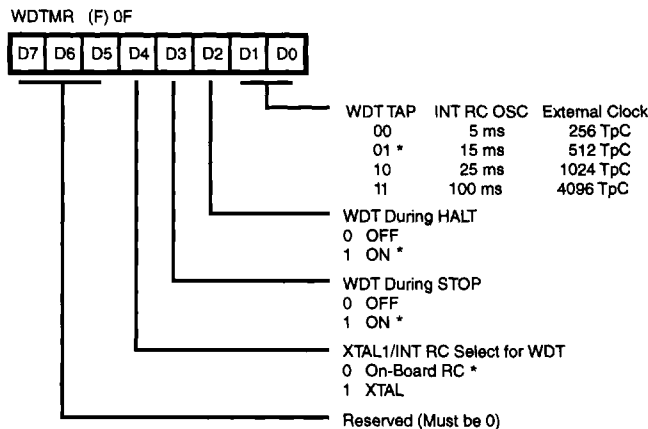 WDTMR (F) 0F
D7 D6 D5 D4 D3 D2 D1 D0
WDT TAP INT RC OSC External Clock
00 5 ms 256 TpC
01 * 15 ms 512 TpC
10 25 ms 1024 TpC
11 100 ms 4096 TpC
WDT During HALT
0 OFF
1 ON *
WDT During STOP
0 OFF
1 ON *
XTAL1/INT RC Select for WDT
0 On-Board RC *
1 XTAL
Reserved (Must be 0)